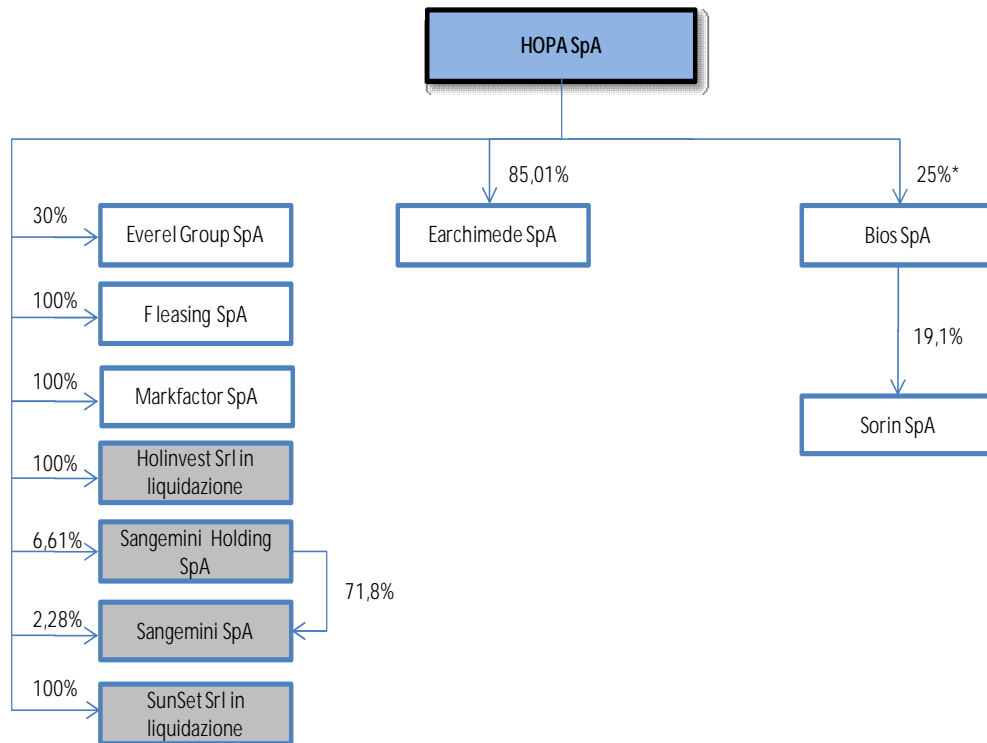 HOPA SpA
85,01%
25%*
30%
Everel Group SpA
Earchimede SpA
Bios SpA
100%
F leasing SpA
19,1%
100%
Markfactor SpA
Sorin SpA
100%
Holinvest Srl in
liquidazione
6,61%
Sangemini Holding
SpA
71,8%
2,28%
Sangemini SpA
100%
SunSet Srl in
liquidazione